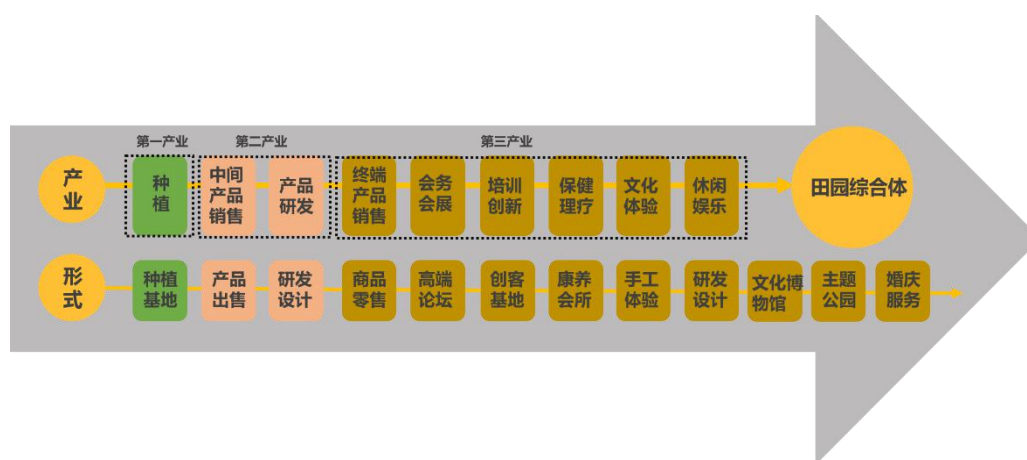 第一产业 第二产业 第三产业
产业
种植
中间产品销售
产品研发
终端产品销售
会务会展
培训创新
保健理疗
文化体验
休闲娱乐
田园综合体
形式
种植基地
产品出售
研发设计
商品零售
高端论坛
创客基地
康养会所
手工体验
研发设计
文化博物馆
主题公园
婚庆服务